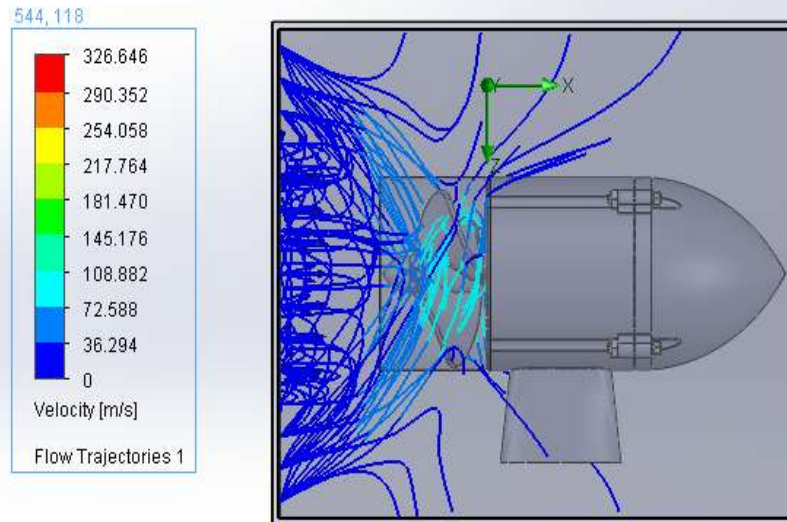 544, 118
326.646
290.352
254.058
217.764
181.470
145.176
108.882
72.588
36.294
0
Velocity [m/s]
Flow Trajectories 1
Y
X
Z